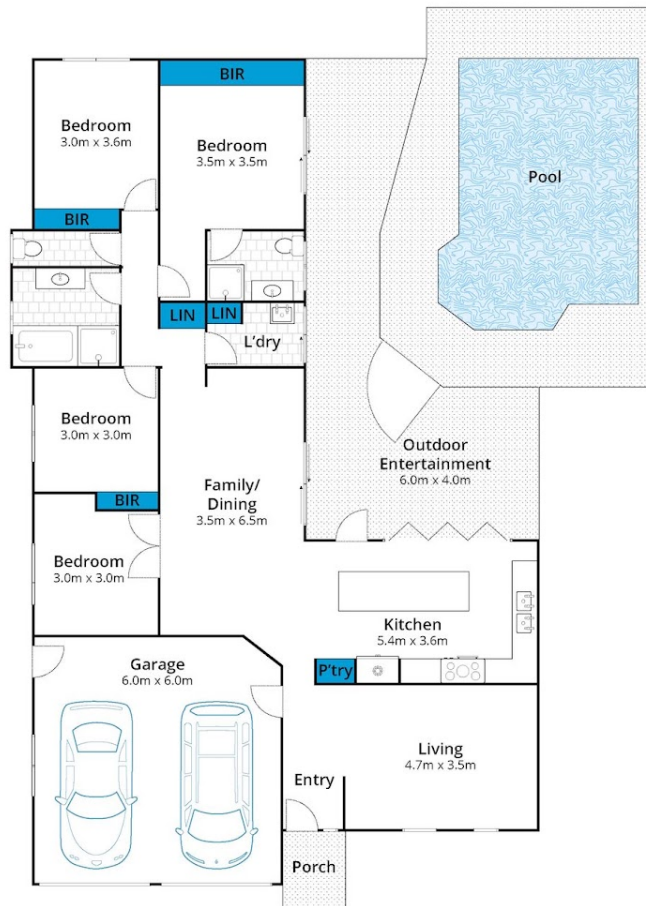 BIR
Bedroom
3.0m x 3.6m
Bedroom
3.5m x 3.5m
Pool
BIR
LIN
LIN
L'dry
Bedroom
3.0m x 3.0m
Outdoor
Entertainment
6.0m x 4.0m
Family/
Dining
3.5m x 6.5m
BIR
Bedroom
3.0m x 3.0m
Kitchen
5.4m x 3.6m
Garage
6.0m x 6.0m
P'try
Living
4.7m x 3.5m
Entry
Porch